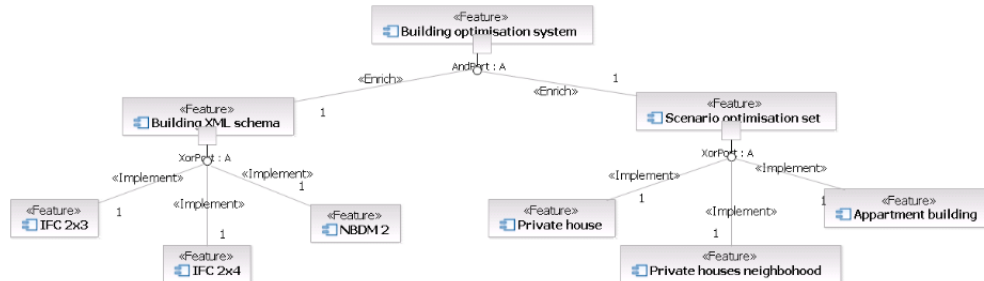 «Feature»
Building optimisation system
AndPort : A
«Enrich»
1
«Enrich»
1
«Feature»
Building XML schema
«Feature»
Scenario optimisation set
XorPort : A
XorPort : A
«Implement»
«Implement»
1
«Implement»
«Implement»
«Implement»
1
«Implement»
1
1
1
1
«Feature»
IFC 2x3
«Feature»
NBDM 2
«Feature»
Private house
«Feature»
Appartment building
«Feature»
IFC 2x4
«Feature»
Private houses neighbohood